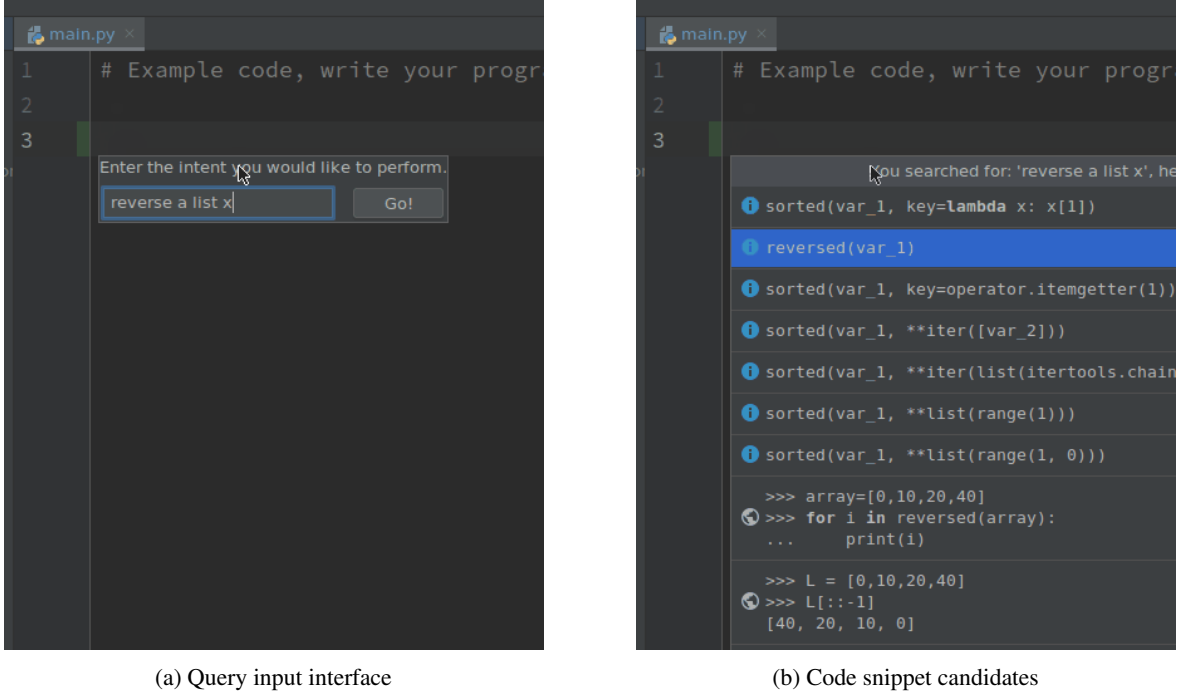 main.py ×
1 # Example code, write your progr
2
3
Enter the intent you would like to perform.
reverse a list x
Go!
(a) Query input interface
main.py ×
1 # Example code, write your progr
2
3
You searched for: 'reverse a list x', he
sorted(var_1, key=lambda x: x[1])
reversed(var_1)
sorted(var_1, key=operator.itemgetter(1))
sorted(var_1, **iter([var_2]))
sorted(var_1, **iter(list(itertools.chain
sorted(var_1, **list(range(1)))
sorted(var_1, **list(range(1, 0)))
>>> array=[0,10,20,40]
>>> for i in reversed(array):
...     print(i)
>>> L = [0,10,20,40]
>>> L[::-1]
[40, 20, 10, 0]
(b) Code snippet candidates